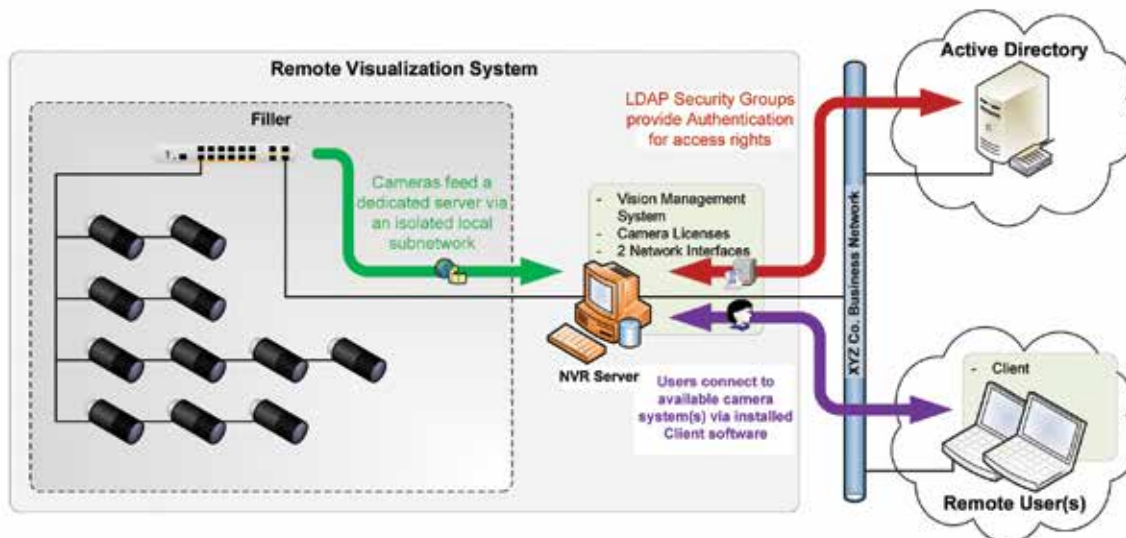 Remote Visualization System
Filler
Cameras feed a
dedicated server via
an isolated local
subnetwork
LDAP Security Groups
provide Authentication
for access rights
- Vision Management
System
- Camera Licenses
- 2 Network Interfaces
NVR Server
Users connect to
available camera
system(s) via installed
Client software
XYZ Co. Business Network
Active Directory
- Client
Remote User(s)